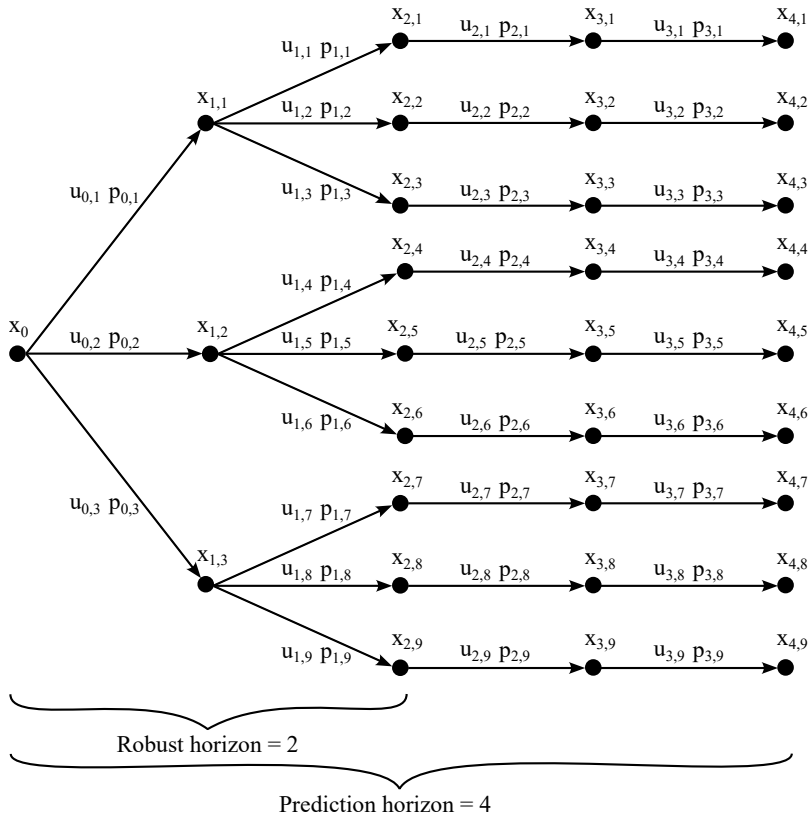 x2,1 x3,1 x4,1
u1,1 p1,1 u2,1 p2,1 u3,1 p3,1
x1,1 x2,2 x3,2 x4,2
u1,2 p1,2 u2,2 p2,2 u3,2 p3,2
x2,3 x3,3 x4,3
u0,1 p0,1 u1,3 p1,3 u2,3 p2,3 u3,3 p3,3
x2,4 x3,4 x4,4
u1,4 p1,4 u2,4 p2,4 u3,4 p3,4
x0 x1,2 x2,5 x3,5 x4,5
u0,2 p0,2 u1,5 p1,5 u2,5 p2,5 u3,5 p3,5
x2,6 x3,6 x4,6
u1,6 p1,6 u2,6 p2,6 u3,6 p3,6
x2,7 x3,7 x4,7
u0,3 p0,3 u1,7 p1,7 u2,7 p2,7 u3,7 p3,7
x1,3 x2,8 x3,8 x4,8
u1,8 p1,8 u2,8 p2,8 u3,8 p3,8
x2,9 x3,9 x4,9
u1,9 p1,9 u2,9 p2,9 u3,9 p3,9
Robust horizon = 2
Prediction horizon = 4